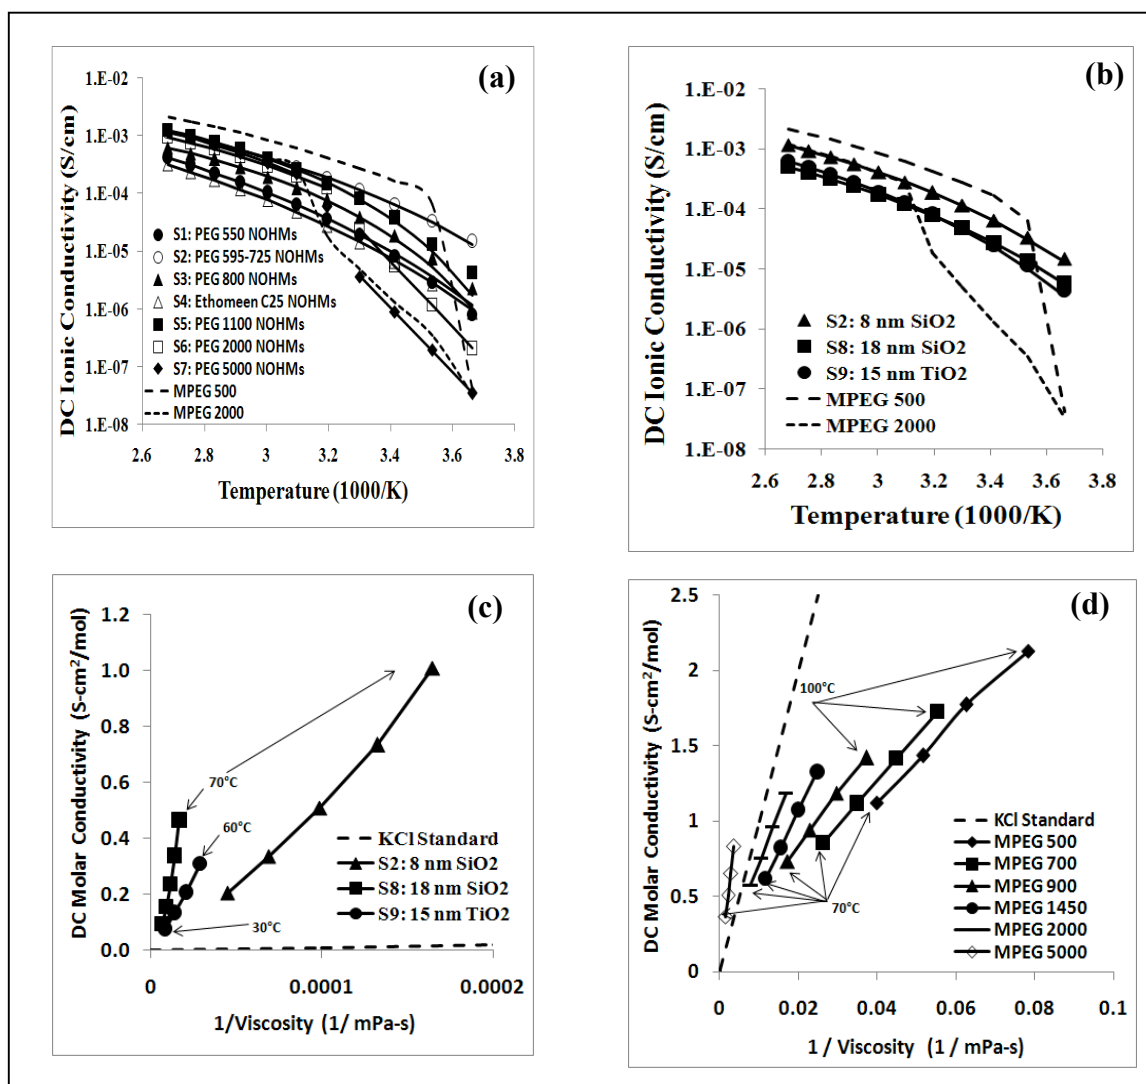 (a)
DC Ionic Conductivity (S/cm)
1.E-02
1.E-03
1.E-04
1.E-05
1.E-06
1.E-07
1.E-08
S1: PEG 550 NOHMs
S2: PEG 595-725 NOHMs
S3: PEG 800 NOHMs
S4: Ethomeen C25 NOHMs
S5: PEG 1100 NOHMs
S6: PEG 2000 NOHMs
S7: PEG 5000 NOHMs
MPEG 500
MPEG 2000
2.6 2.8 3 3.2 3.4 3.6 3.8
Temperature (1000/K)
(b)
DC Ionic Conductivity (S/cm)
1.E-02
1.E-03
1.E-04
1.E-05
1.E-06
1.E-07
1.E-08
S2: 8 nm SiO2
S8: 18 nm SiO2
S9: 15 nm TiO2
MPEG 500
MPEG 2000
2.6 2.8 3 3.2 3.4 3.6 3.8
Temperature (1000/K)
(c)
DC Molar Conductivity (S-cm²/mol)
1.2
1.0
0.8
0.6
0.4
0.2
0.0
70°C
60°C
30°C
KCl Standard
S2: 8 nm SiO2
S8: 18 nm SiO2
S9: 15 nm TiO2
0 0.0001 0.0002
1/Viscosity (1/ mPa-s)
(d)
DC Molar Conductivity (S-cm²/mol)
2.5
2
1.5
1
0.5
0
100°C
70°C
KCl Standard
MPEG 500
MPEG 700
MPEG 900
MPEG 1450
MPEG 2000
MPEG 5000
0 0.02 0.04 0.06 0.08 0.1
1 / Viscosity (1 / mPa-s)